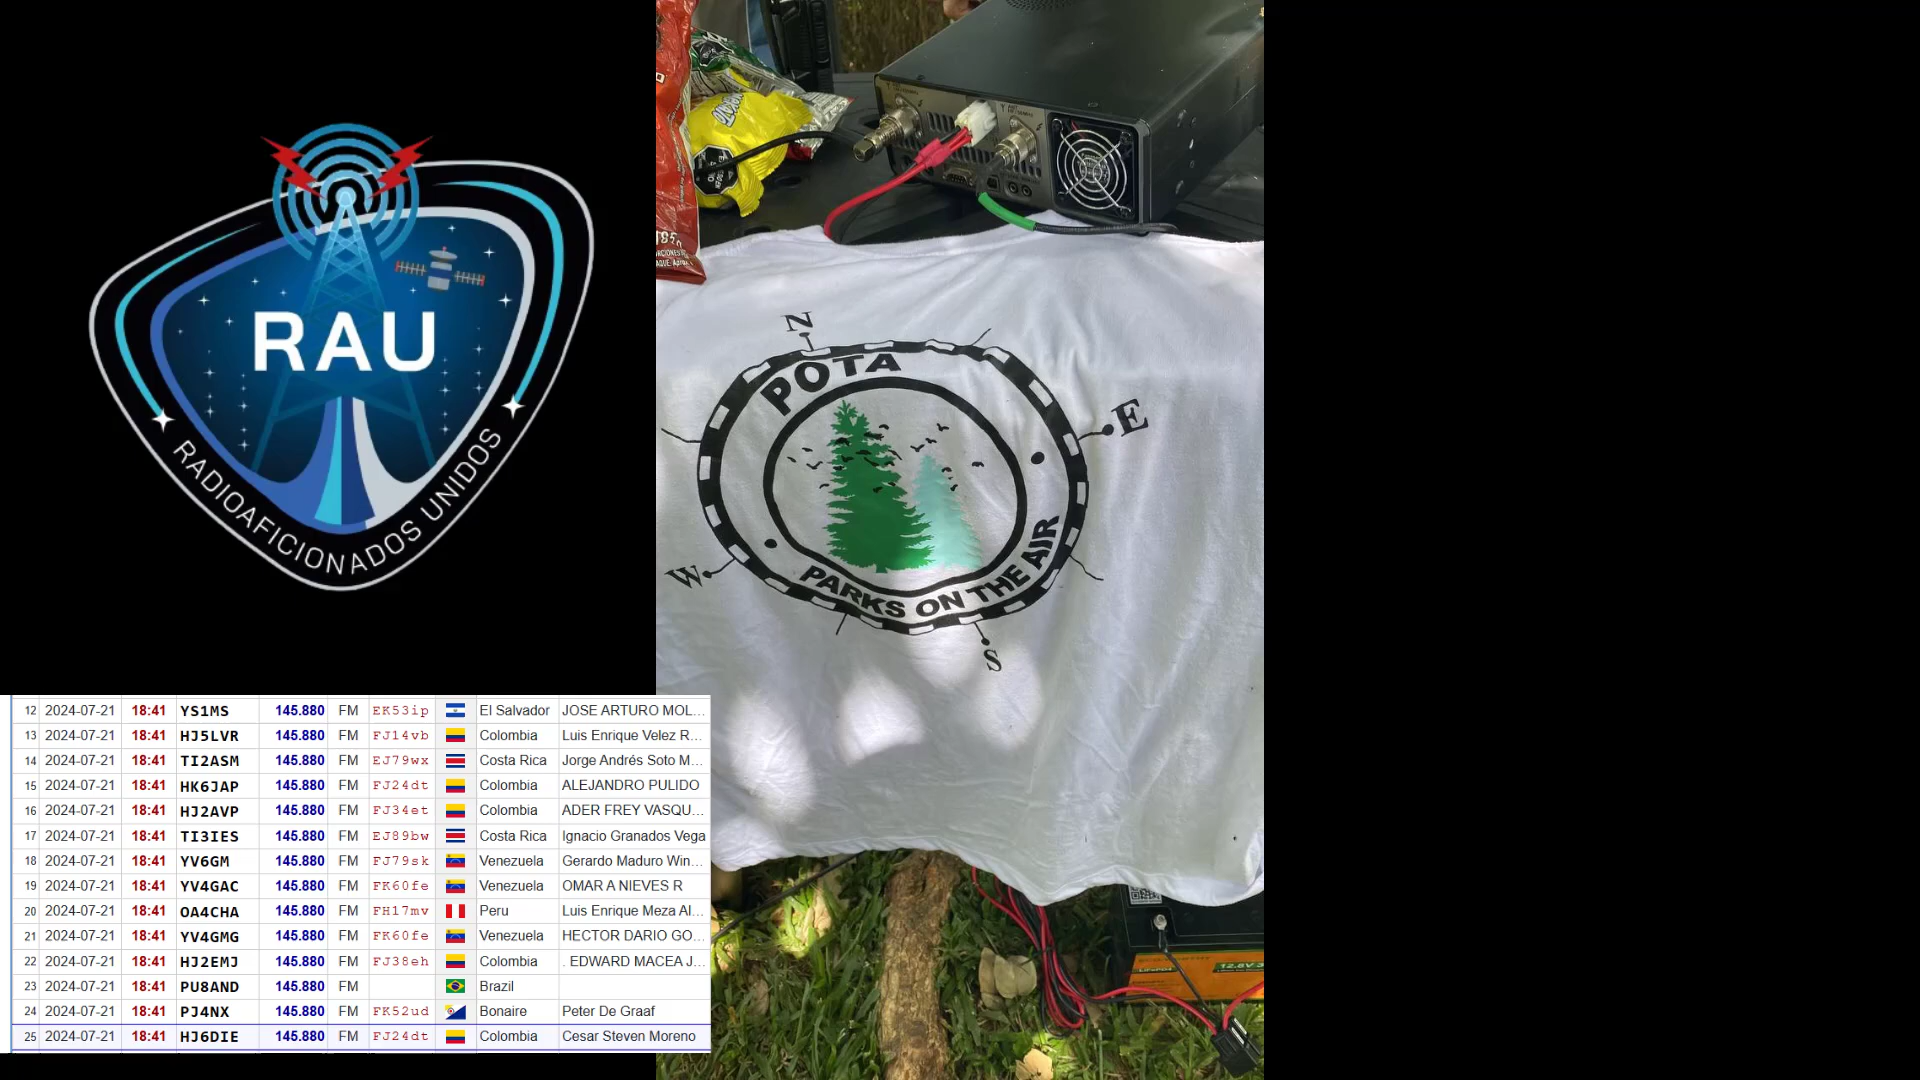 RAU
RADIOAFICIONADOS UNIDOS
N
POTA
E
W
PARKS ON THE AIR
S
12 2024-07-21 18:41 YS1MS 145.880 FM EK53ip El Salvador JOSE ARTURO MOL...
13 2024-07-21 18:41 HJ5LVR 145.880 FM FJ14vb Colombia Luis Enrique Velez R...
14 2024-07-21 18:41 TI2ASM 145.880 FM EJ79wx Costa Rica Jorge Andrés Soto M...
15 2024-07-21 18:41 HK6JAP 145.880 FM FJ24dt Colombia ALEJANDRO PULIDO
16 2024-07-21 18:41 HJ2AVP 145.880 FM FJ34et Colombia ADER FREY VASQU...
17 2024-07-21 18:41 TI3IES 145.880 FM EJ89bw Costa Rica Ignacio Granados Vega
18 2024-07-21 18:41 YV6GM 145.880 FM FJ79sk Venezuela Gerardo Maduro Win...
19 2024-07-21 18:41 YV4GAC 145.880 FM FK60fe Venezuela OMAR A NIEVES R
20 2024-07-21 18:41 OA4CHA 145.880 FM FH17mv Peru Luis Enrique Meza Al...
21 2024-07-21 18:41 YV4GMG 145.880 FM FK60fe Venezuela HECTOR DARIO GO...
22 2024-07-21 18:41 HJ2EMJ 145.880 FM FJ38eh Colombia . EDWARD MACEA J...
23 2024-07-21 18:41 PU8AND 145.880 FM Brazil
24 2024-07-21 18:41 PJ4NX 145.880 FM FK52ud Bonaire Peter De Graaf
25 2024-07-21 18:41 HJ6DIE 145.880 FM FJ24dt Colombia Cesar Steven Moreno
LiFePO4
12.8V